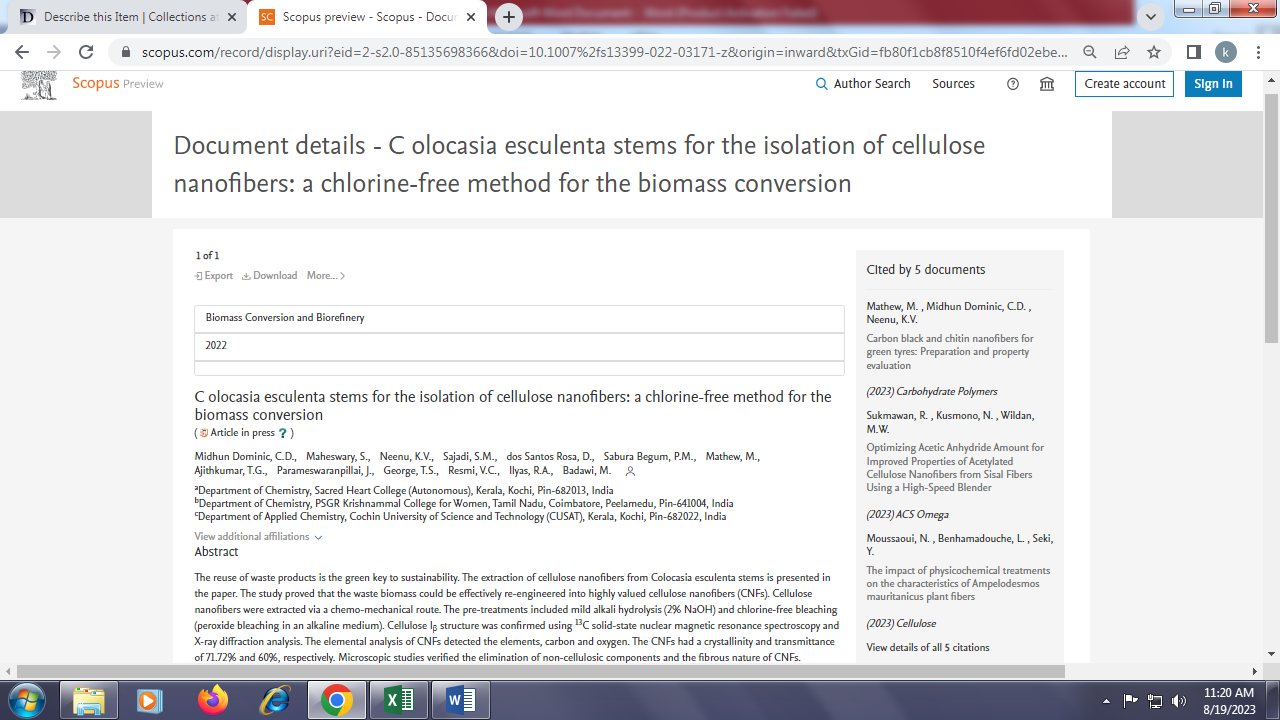 Describe this Item | Collections at
Scopus preview - Scopus - Docu
scopus.com/record/display.uri?eid=2-s2.0-85135698366&doi=10.1007%2fs13399-022-03171-z&origin=inward&txGid=fb80f1cb8f8510f4ef6fd02ebe...
k
Scopus Preview
Author Search
Sources
Create account
Sign in
Document details - C olocasia esculenta stems for the isolation of cellulose
nanofibers: a chlorine-free method for the biomass conversion
1 of 1
Export
Download
More...
Biomass Conversion and Biorefinery
2022
C olocasia esculenta stems for the isolation of cellulose nanofibers: a chlorine-free method for the
biomass conversion
( Article in press ? )
Midhun Dominic, C.D., Maheswary, S., Neenu, K.V., Sajadi, S.M., dos Santos Rosa, D., Sabura Begum, P.M., Mathew, M.,
Ajithkumar, T.G., Parameswaranpillai, J., George, T.S., Resmi, V.C., Ilyas, R.A., Badawi, M.
aDepartment of Chemistry, Sacred Heart College (Autonomous), Kerala, Kochi, Pin-682013, India
bDepartment of Chemistry, PSGR Krishnammal College for Women, Tamil Nadu, Coimbatore, Peelamedu, Pin-641004, India
cDepartment of Applied Chemistry, Cochin University of Science and Technology (CUSAT), Kerala, Kochi, Pin-682022, India
View additional affiliations
Abstract
The reuse of waste products is the green key to sustainability. The extraction of cellulose nanofibers from Colocasia esculenta stems is presented in
the paper. The study proved that the waste biomass could be effectively re-engineered into highly valued cellulose nanofibers (CNFs). Cellulose
nanofibers were extracted via a chemo-mechanical route. The pre-treatments included mild alkali hydrolysis (2% NaOH) and chlorine-free bleaching
(peroxide bleaching in an alkaline medium). Cellulose Iβ structure was confirmed using 13C solid-state nuclear magnetic resonance spectroscopy and
X-ray diffraction analysis. The elemental analysis of CNFs detected the elements, carbon and oxygen. The CNFs had a crystallinity and transmittance
of 71.72% and 60%, respectively. Microscopic studies verified the elimination of non-cellulosic components and the fibrous nature of CNFs.
Cited by 5 documents
Mathew, M. , Midhun Dominic, C.D. ,
Neenu, K.V.
Carbon black and chitin nanofibers for
green tyres: Preparation and property
evaluation
(2023) Carbohydrate Polymers
Sukmawan, R. , Kusmono, N. , Wildan,
M.W.
Optimizing Acetic Anhydride Amount for
Improved Properties of Acetylated
Cellulose Nanofibers from Sisal Fibers
Using a High-Speed Blender
(2023) ACS Omega
Moussaoui, N. , Benhamadouche, L. , Seki,
Y.
The impact of physicochemical treatments
on the characteristics of Ampelodesmos
mauritanicus plant fibers
(2023) Cellulose
View details of all 5 citations
11:20 AM
8/19/2023